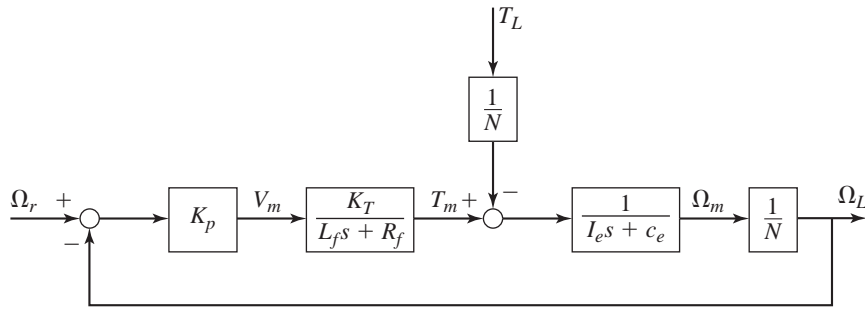 T_L
1
N
Ω_r + − K_p V_m K_T / (L_f s + R_f) T_m + − 1 / (I_e s + c_e) Ω_m 1 / N Ω_L